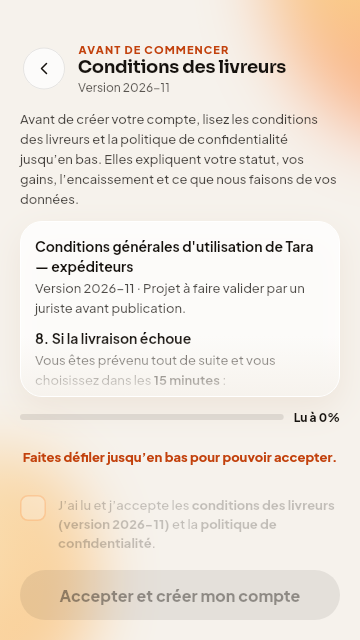 AVANT DE COMMENCER
Conditions des livreurs
Version 2026-11
Avant de créer votre compte, lisez les conditions
des livreurs et la politique de confidentialité
jusqu’en bas. Elles expliquent votre statut, vos
gains, l’encaissement et ce que nous faisons de vos
données.
Conditions générales d'utilisation de Tara
— expéditeurs
Version 2026-11 · Projet à faire valider par un
juriste avant publication.
8. Si la livraison échoue
Vous êtes prévenu tout de suite et vous
choisissez dans les 15 minutes :
Lu à 0%
Faites défiler jusqu’en bas pour pouvoir accepter.
J’ai lu et j’accepte les conditions des livreurs
(version 2026-11) et la politique de
confidentialité.
Accepter et créer mon compte